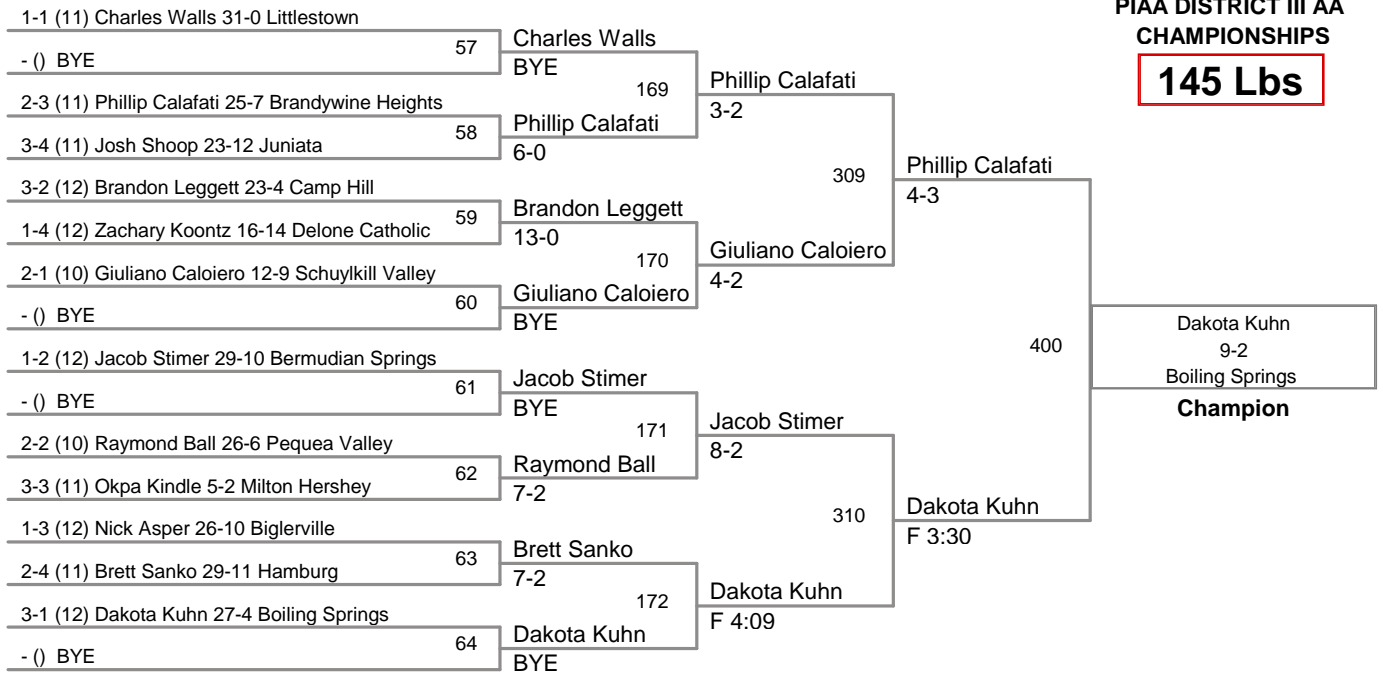 PIAA DISTRICT III AA
CHAMPIONSHIPS
145 Lbs
1-1 (11) Charles Walls 31-0 Littlestown
- () BYE
2-3 (11) Phillip Calafati 25-7 Brandywine Heights
3-4 (11) Josh Shoop 23-12 Juniata
3-2 (12) Brandon Leggett 23-4 Camp Hill
1-4 (12) Zachary Koontz 16-14 Delone Catholic
2-1 (10) Giuliano Caloiero 12-9 Schuylkill Valley
- () BYE
1-2 (12) Jacob Stimer 29-10 Bermudian Springs
- () BYE
2-2 (10) Raymond Ball 26-6 Pequea Valley
3-3 (11) Okpa Kindle 5-2 Milton Hershey
1-3 (12) Nick Asper 26-10 Biglerville
2-4 (11) Brett Sanko 29-11 Hamburg
3-1 (12) Dakota Kuhn 27-4 Boiling Springs
- () BYE
57
58
59
60
61
62
63
64
Charles Walls
BYE
Phillip Calafati
6-0
Brandon Leggett
13-0
Giuliano Caloiero
BYE
Jacob Stimer
BYE
Raymond Ball
7-2
Brett Sanko
7-2
Dakota Kuhn
BYE
169
170
171
172
Phillip Calafati
3-2
Giuliano Caloiero
4-2
Jacob Stimer
8-2
Dakota Kuhn
F 4:09
309
310
Phillip Calafati
4-3
Dakota Kuhn
F 3:30
400
Dakota Kuhn
9-2
Boiling Springs
Champion